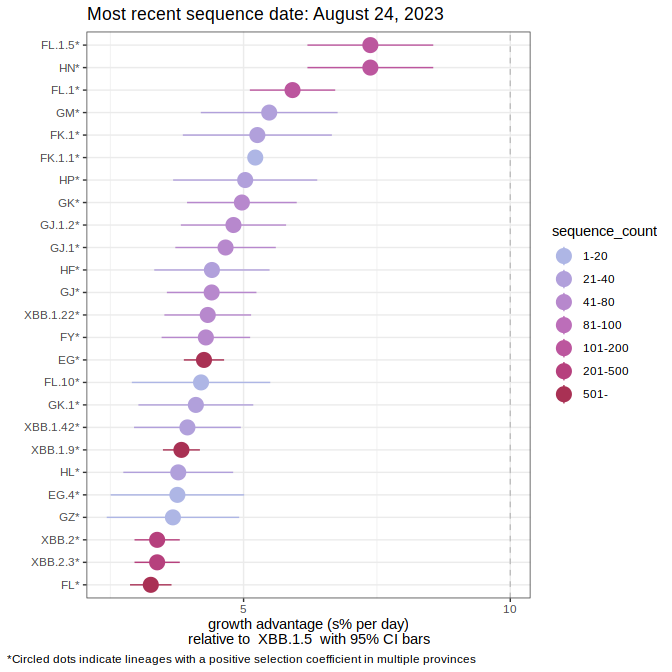 Most recent sequence date: August 24, 2023
FL.1.5*
HN*
FL.1*
GM*
FK.1*
FK.1.1*
HP*
GK*
GJ.1.2*
GJ.1*
HF*
GJ*
XBB.1.22*
FY*
EG*
FL.10*
GK.1*
XBB.1.42*
XBB.1.9*
HL*
EG.4*
GZ*
XBB.2*
XBB.2.3*
FL*
5
10
growth advantage (s% per day)
relative to XBB.1.5 with 95% CI bars
sequence_count
1-20
21-40
41-80
81-100
101-200
201-500
501-
*Circled dots indicate lineages with a positive selection coefficient in multiple provinces